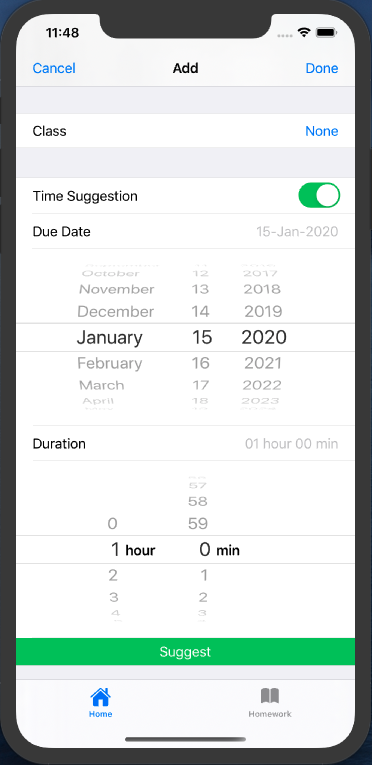 11:48
Cancel Add Done
Class None
Time Suggestion
Due Date 15-Jan-2020
October 12 2017
November 13 2018
December 14 2019
January 15 2020
February 16 2021
March 17 2022
April 18 2023
Duration 01 hour 00 min
57
58
0 59
1 hour 0 min
2 1
3 2
4 3
Suggest
Home Homework